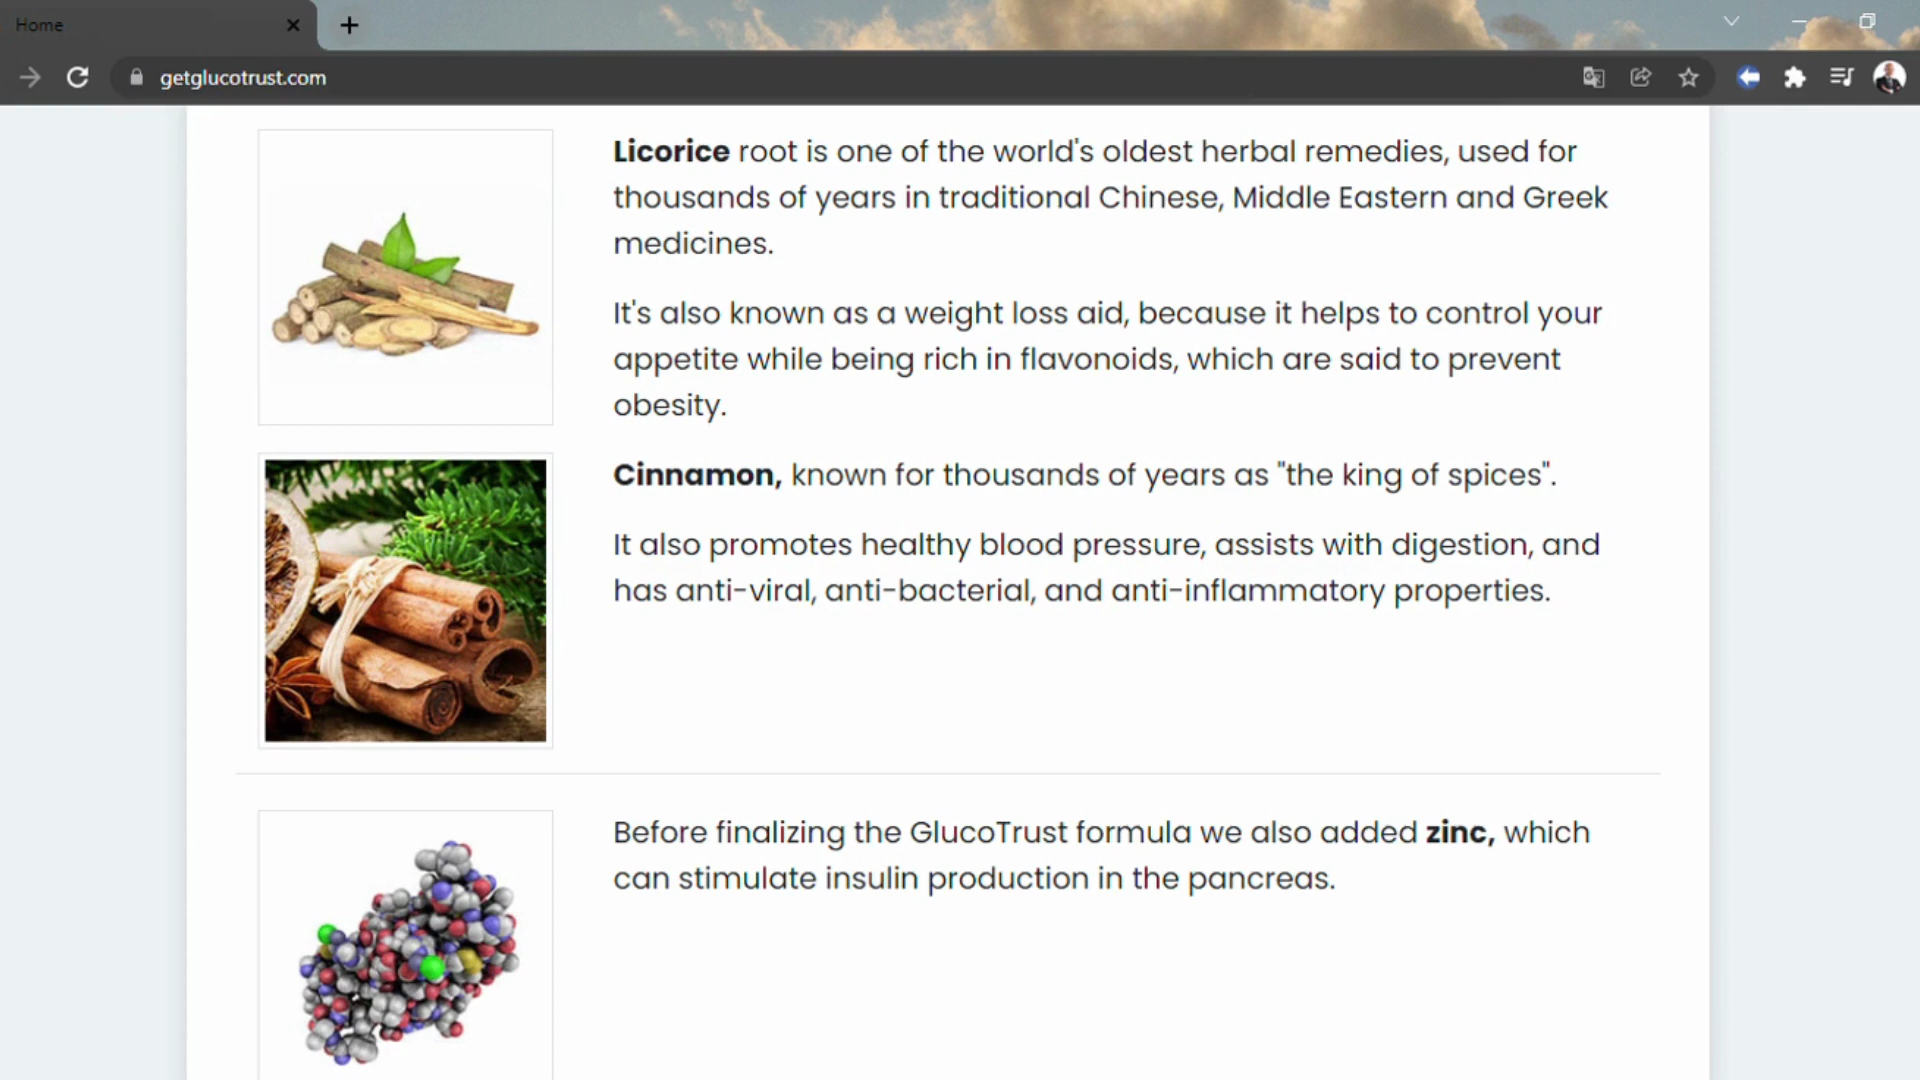 Home
getglucotrust.com
Licorice root is one of the world's oldest herbal remedies, used for
thousands of years in traditional Chinese, Middle Eastern and Greek
medicines.
It's also known as a weight loss aid, because it helps to control your
appetite while being rich in flavonoids, which are said to prevent
obesity.
Cinnamon, known for thousands of years as "the king of spices".
It also promotes healthy blood pressure, assists with digestion, and
has anti-viral, anti-bacterial, and anti-inflammatory properties.
Before finalizing the GlucoTrust formula we also added zinc, which
can stimulate insulin production in the pancreas.